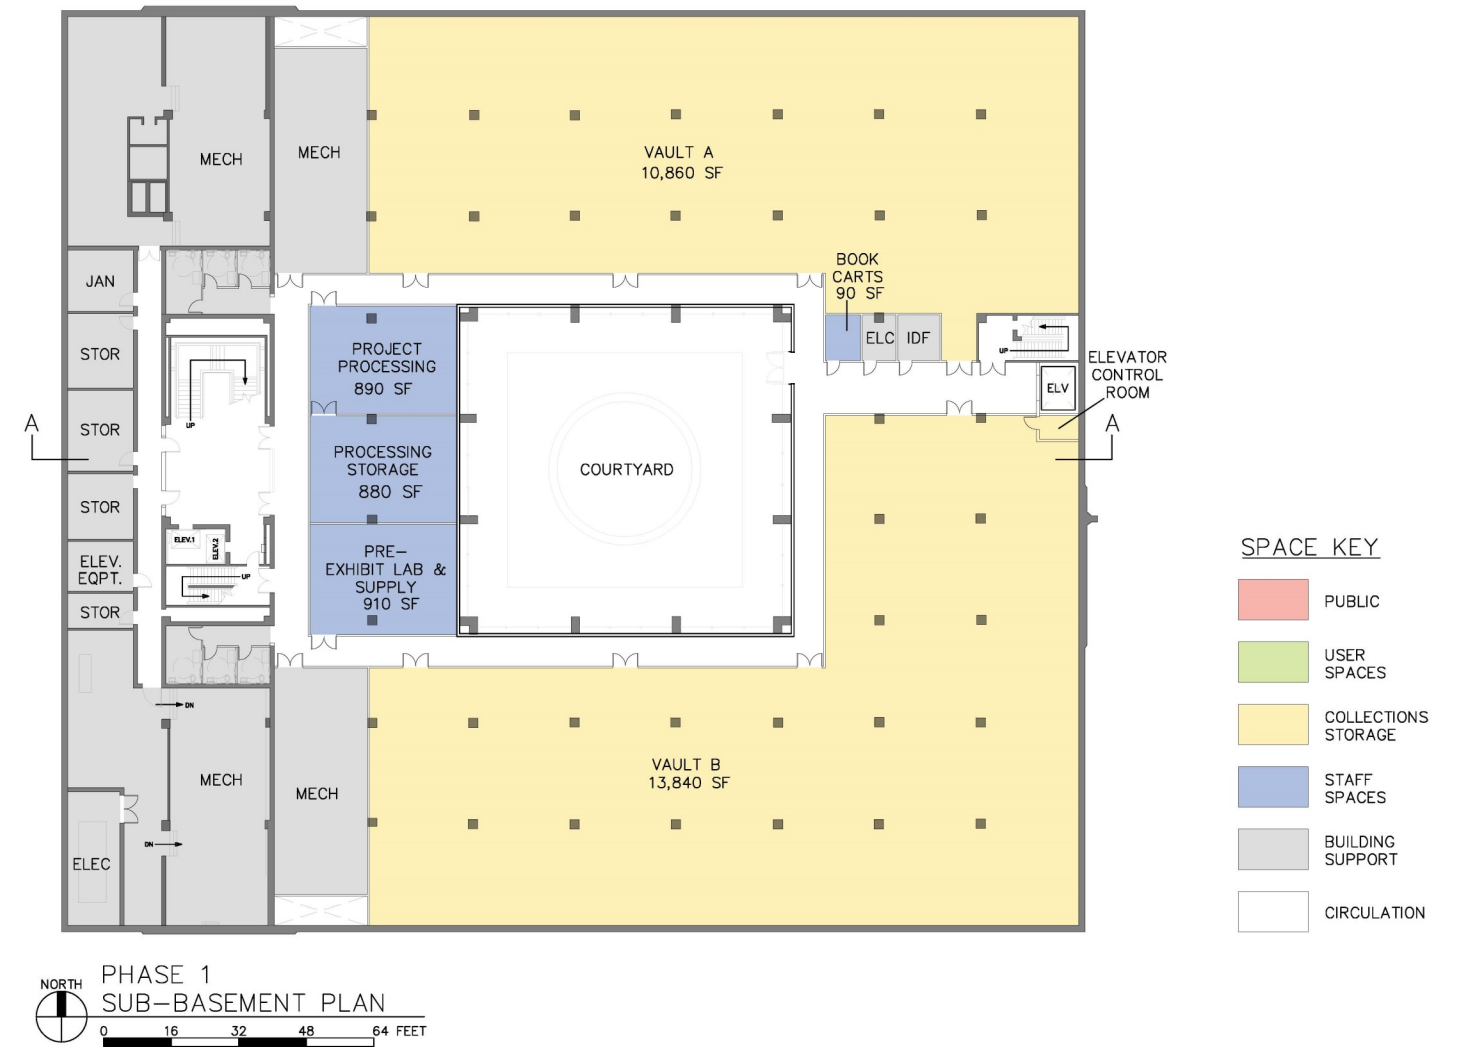 MECH
MECH
VAULT A
10,860 SF
BOOK
CARTS
90 SF
JAN
ELC
IDF
UP
STOR
PROJECT
PROCESSING
890 SF
ELEVATOR
CONTROL
ROOM
ELV
A
STOR
UP
A
PROCESSING
STORAGE
880 SF
COURTYARD
STOR
ELEV.1
ELEV.2
ELEV.
EQPT.
UP
PRE-
EXHIBIT LAB &
SUPPLY
910 SF
STOR
DN
MECH
MECH
VAULT B
13,840 SF
DN
ELEC
SPACE KEY
PUBLIC
USER
SPACES
COLLECTIONS
STORAGE
STAFF
SPACES
BUILDING
SUPPORT
CIRCULATION
NORTH
PHASE 1
SUB-BASEMENT PLAN
0 16 32 48 64 FEET